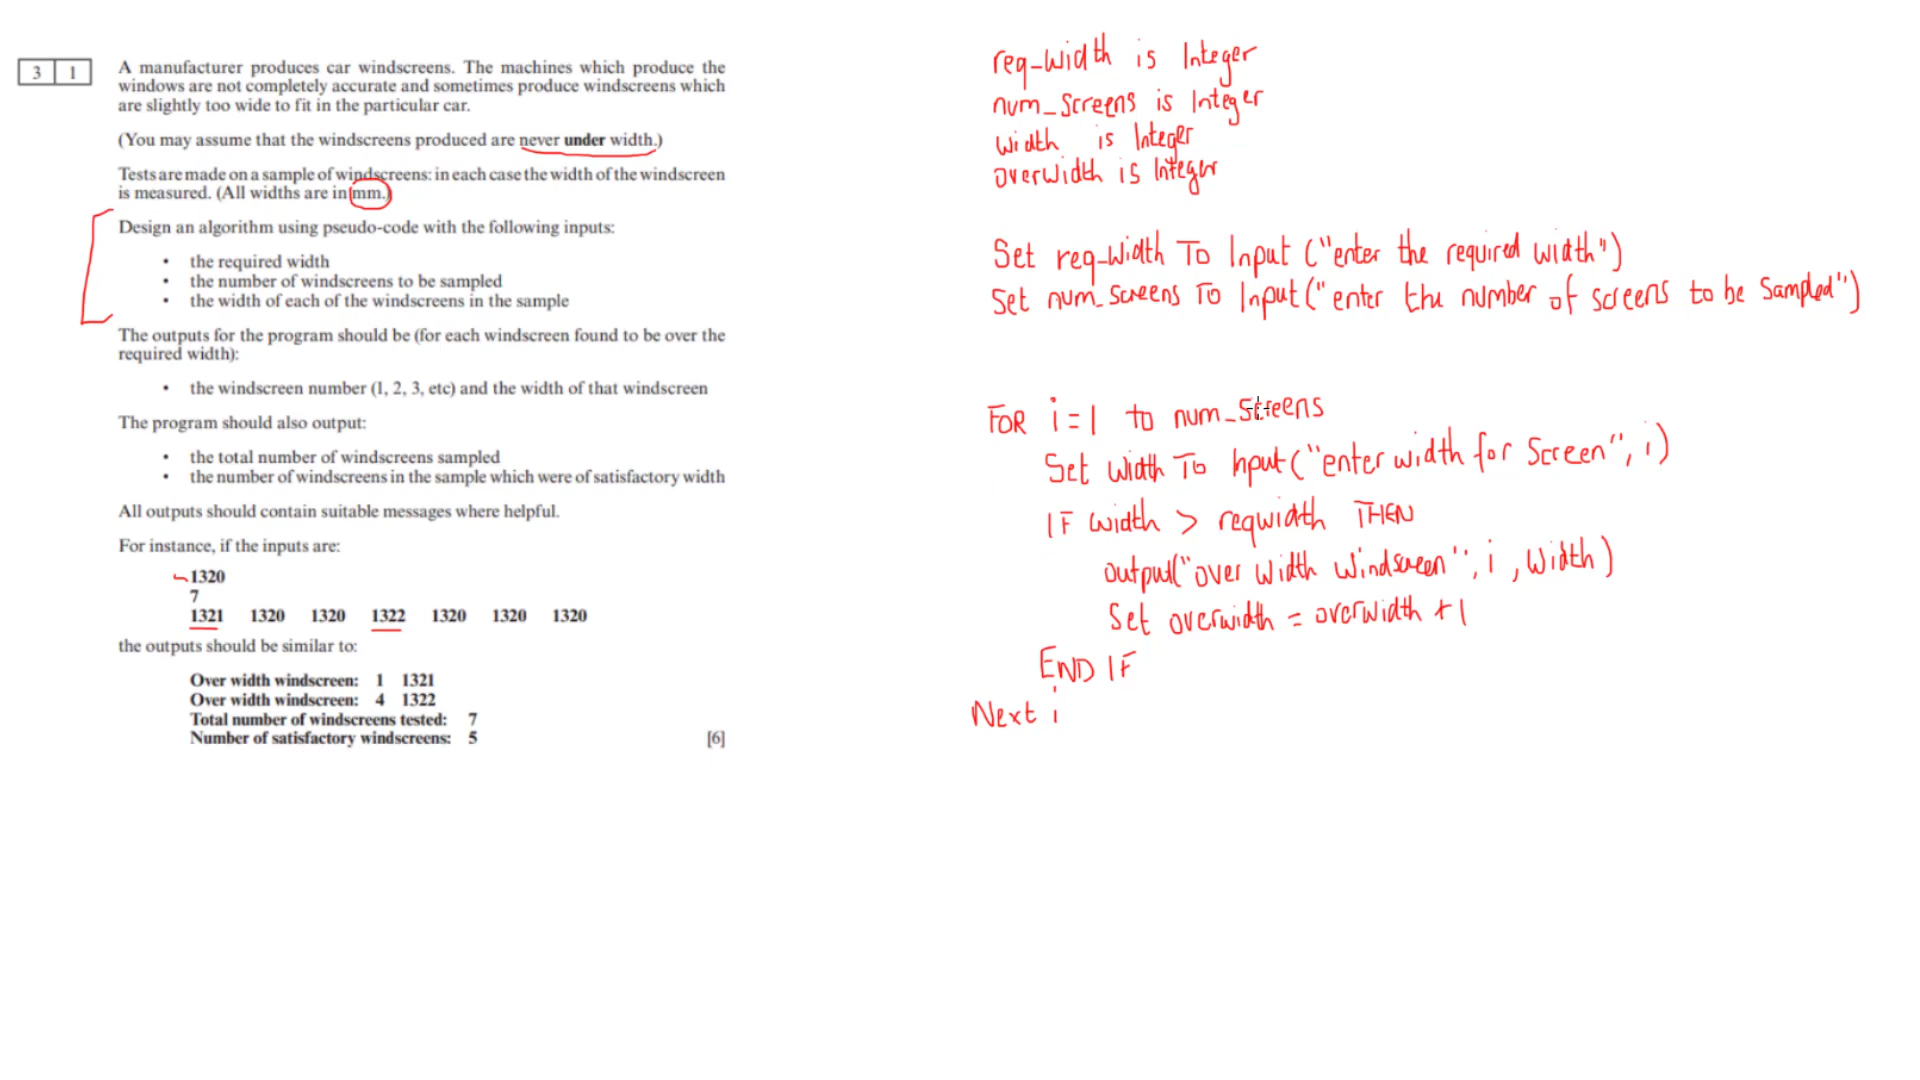 3 1
A manufacturer produces car windscreens. The machines which produce the
windows are not completely accurate and sometimes produce windscreens which
are slightly too wide to fit in the particular car.
(You may assume that the windscreens produced are never under width.)
Tests are made on a sample of windscreens: in each case the width of the windscreen
is measured. (All widths are in mm.)
Design an algorithm using pseudo-code with the following inputs:
• the required width
• the number of windscreens to be sampled
• the width of each of the windscreens in the sample
The outputs for the program should be (for each windscreen found to be over the
required width):
• the windscreen number (1, 2, 3, etc) and the width of that windscreen
The program should also output:
• the total number of windscreens sampled
• the number of windscreens in the sample which were of satisfactory width
All outputs should contain suitable messages where helpful.
For instance, if the inputs are:
1320
7
1321 1320 1320 1322 1320 1320 1320
the outputs should be similar to:
Over width windscreen: 1 1321
Over width windscreen: 4 1322
Total number of windscreens tested: 7
Number of satisfactory windscreens: 5
[6]
req_width is Integer
num_screens is Integer
width is Integer
overwidth is Integer
Set req_width To Input ("enter the required width")
Set num_screens To Input("enter the number of screens to be sampled")
FOR i=1 to num_screens
Set width To Input("enter width for screen", i)
IF width > reqwidth THEN
output("over width windscreen", i, width)
Set overwidth = overwidth +1
END IF
Next i